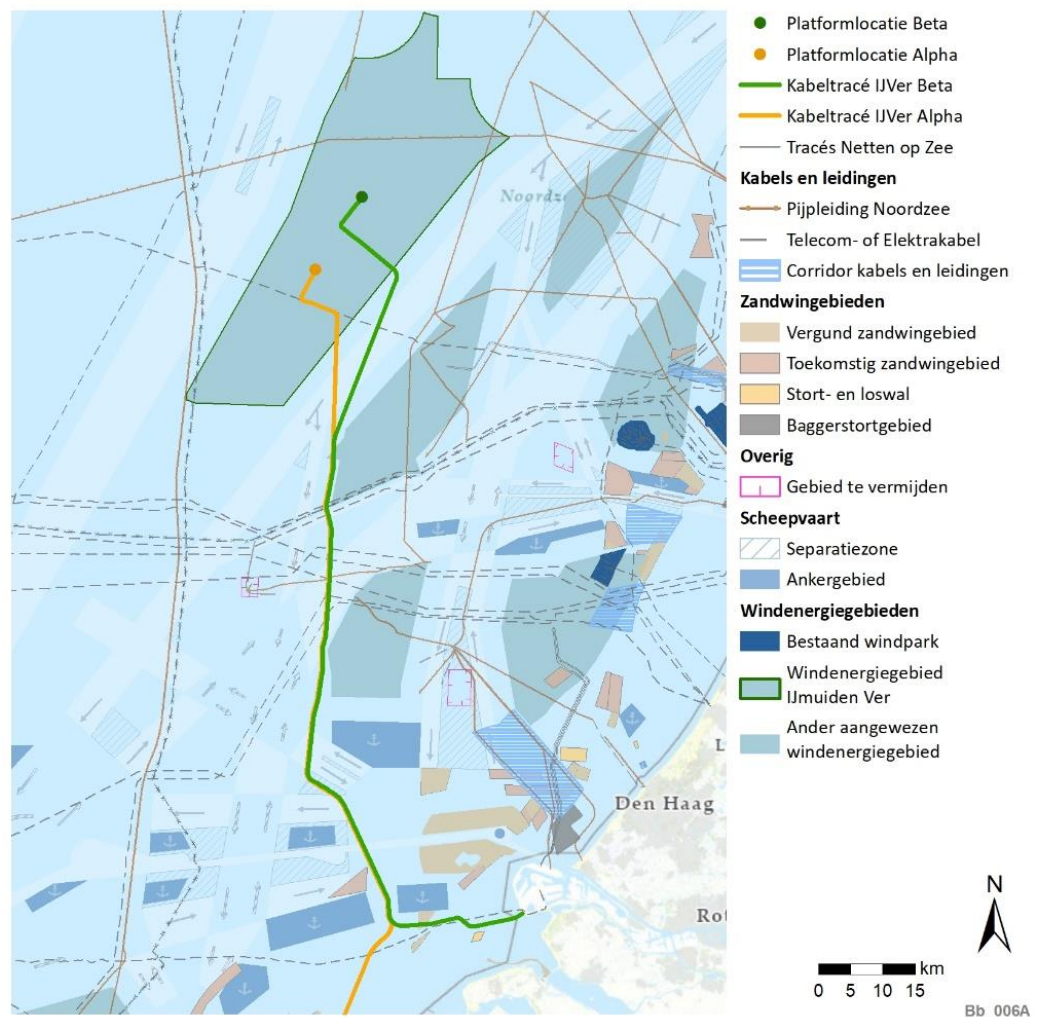 Platformlocatie Beta
Platformlocatie Alpha
Kabeltracé IJVer Beta
Kabeltracé IJVer Alpha
Tracés Netten op Zee
Kabels en leidingen
Pijpleiding Noordzee
Telecom- of Elektrakabel
Corridor kabels en leidingen
Zandwingebieden
Vergund zandwingebied
Toekomstig zandwingebied
Stort- en loswal
Baggerstortgebied
Overig
Gebied te vermijden
Scheepvaart
Separatiezone
Ankergebied
Windenergiegebieden
Bestaand windpark
Windenergiegebied
IJmuiden Ver
Ander aangewezen
windenergiegebied
Noordz
L
Den Haag
Rot
N
km
0 5 10 15
Bb_006A